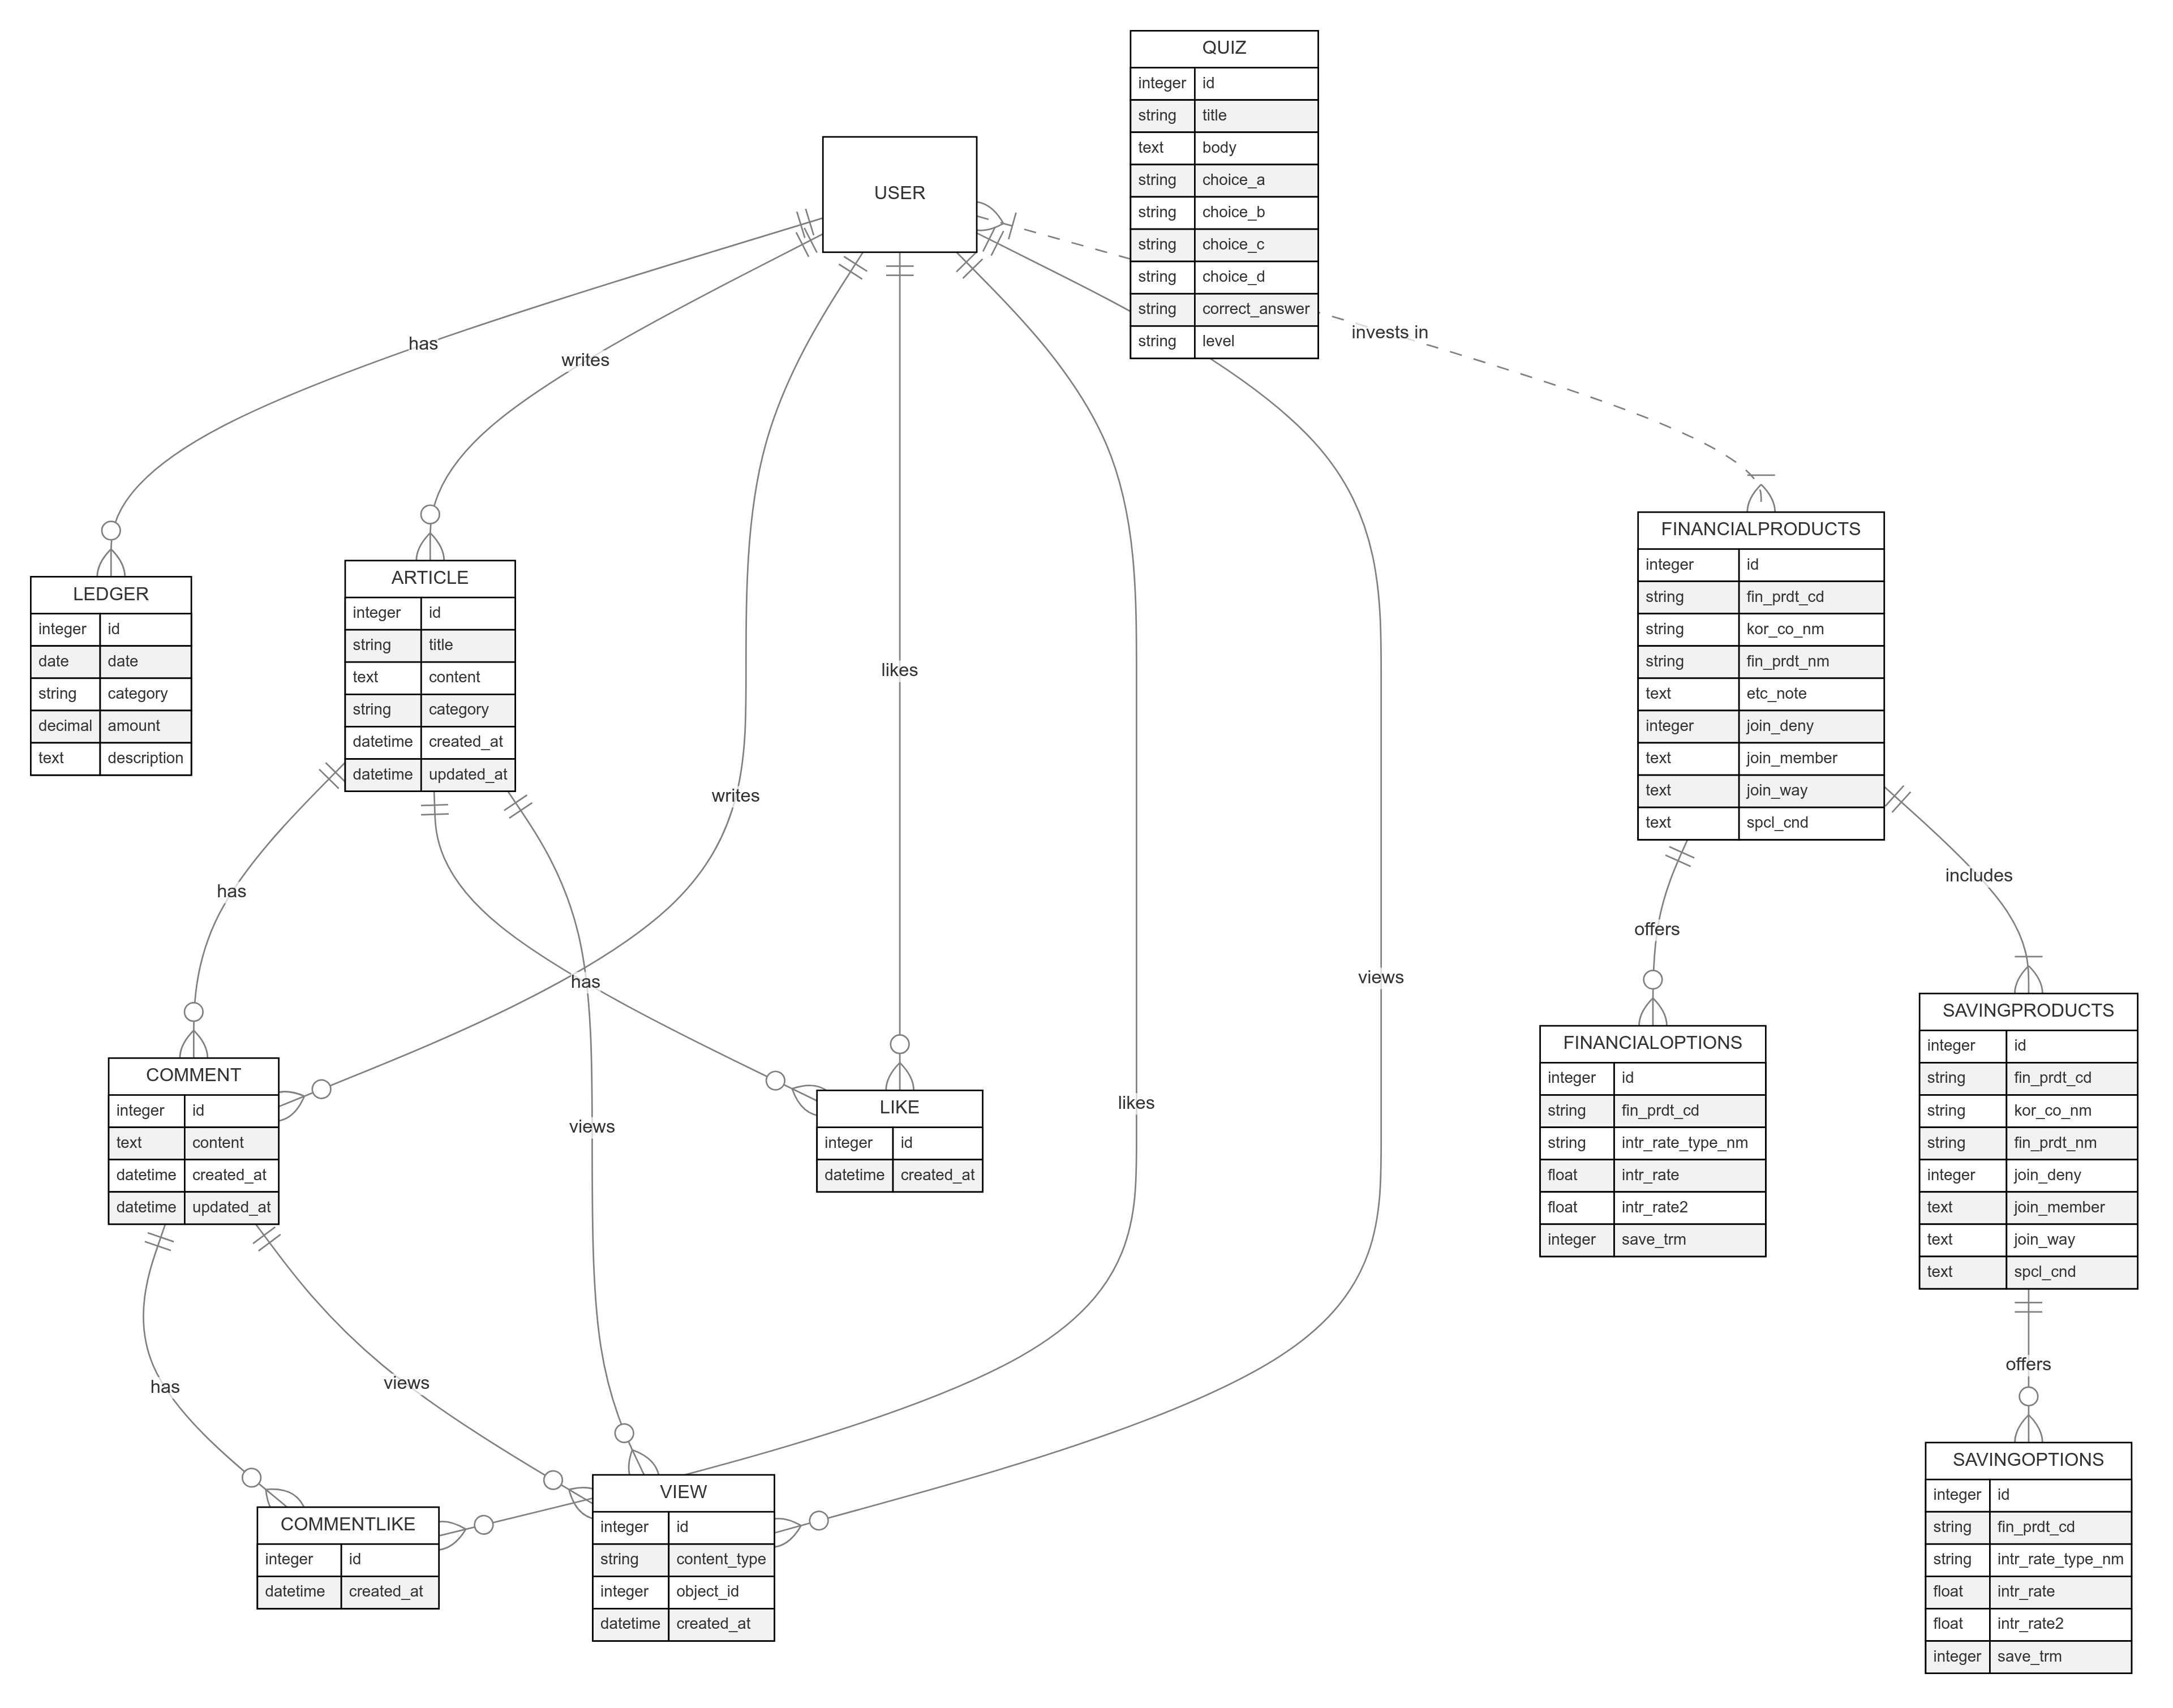 QUIZ
integer id
string title
text body
string choice_a
string choice_b
string choice_c
string choice_d
string correct_answer
string level
USER
has
writes
invests in
LEDGER
integer id
date date
string category
decimal amount
text description
ARTICLE
integer id
string title
text content
string category
datetime created_at
datetime updated_at
likes
writes
FINANCIALPRODUCTS
integer id
string fin_prdt_cd
string kor_co_nm
string fin_prdt_nm
text etc_note
integer join_deny
text join_member
text join_way
text spcl_cnd
has
has
views
offers
includes
COMMENT
integer id
text content
datetime created_at
datetime updated_at
views
LIKE
integer id
datetime created_at
likes
FINANCIALOPTIONS
integer id
string fin_prdt_cd
string intr_rate_type_nm
float intr_rate
float intr_rate2
integer save_trm
SAVINGPRODUCTS
integer id
string fin_prdt_cd
string kor_co_nm
string fin_prdt_nm
integer join_deny
text join_member
text join_way
text spcl_cnd
has
views
offers
COMMENTLIKE
integer id
datetime created_at
VIEW
integer id
string content_type
integer object_id
datetime created_at
SAVINGOPTIONS
integer id
string fin_prdt_cd
string intr_rate_type_nm
float intr_rate
float intr_rate2
integer save_trm